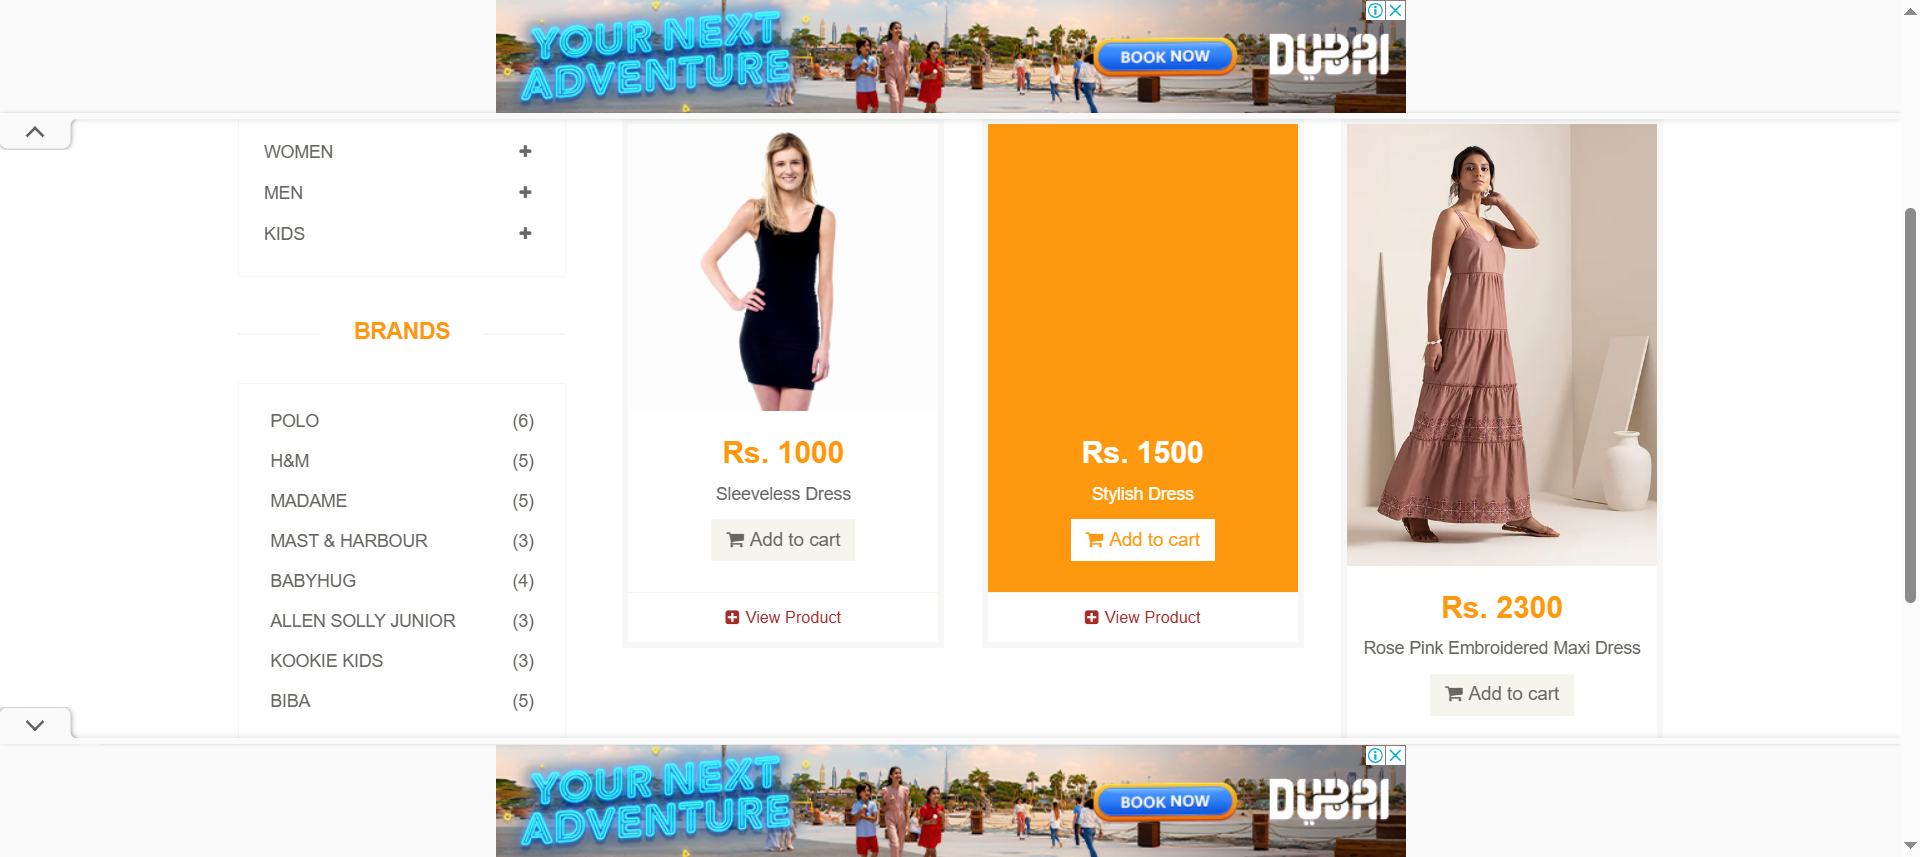 YOUR NEXT
ADVENTURE
BOOK NOW
DUBAI
WOMEN
MEN
KIDS
BRANDS
POLO (6)
H&M (5)
MADAME (5)
MAST & HARBOUR (3)
BABYHUG (4)
ALLEN SOLLY JUNIOR (3)
KOOKIE KIDS (3)
BIBA (5)
Rs. 1000
Sleeveless Dress
Add to cart
View Product
Rs. 1500
Stylish Dress
Add to cart
View Product
Rs. 2300
Rose Pink Embroidered Maxi Dress
Add to cart
YOUR NEXT
ADVENTURE
BOOK NOW
DUBAI